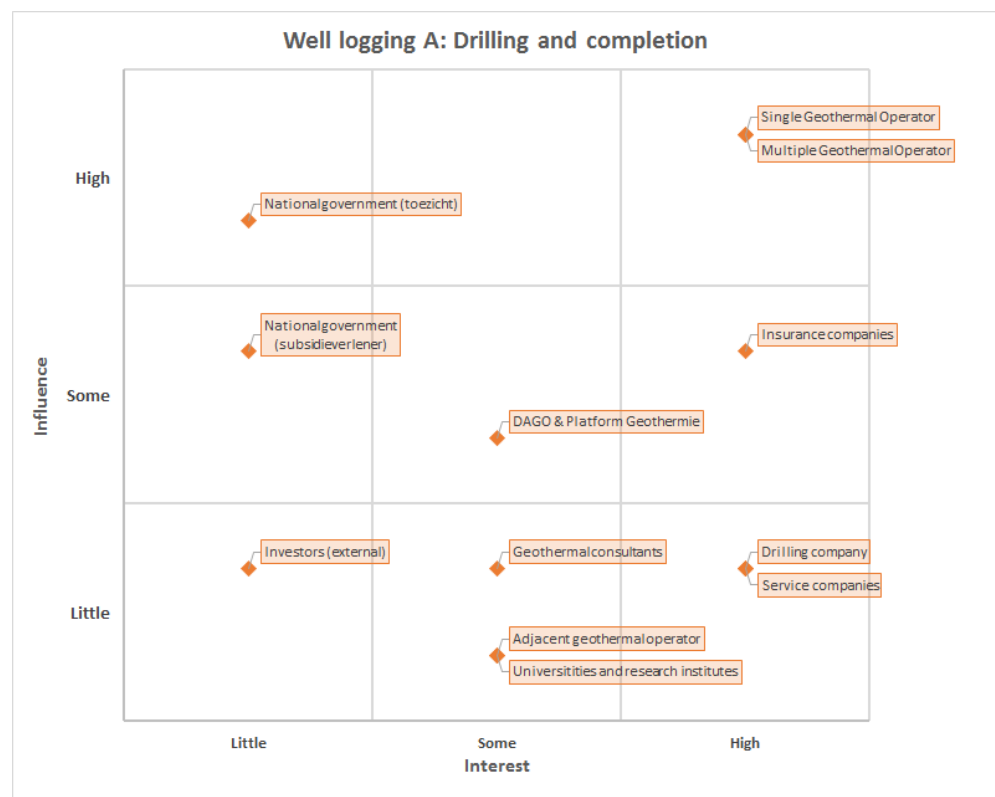 Well logging A: Drilling and completion
Single Geothermal Operator
Multiple Geothermal Operator
High
National government (toezicht)
National government
(subsidieverlener)
Insurance companies
Some
Influence
DAGO & Platform Geothermie
Investors (external)
Geothermal consultants
Drilling company
Service companies
Little
Adjacent geothermal operator
Universitities and research institutes
Little
Some
High
Interest